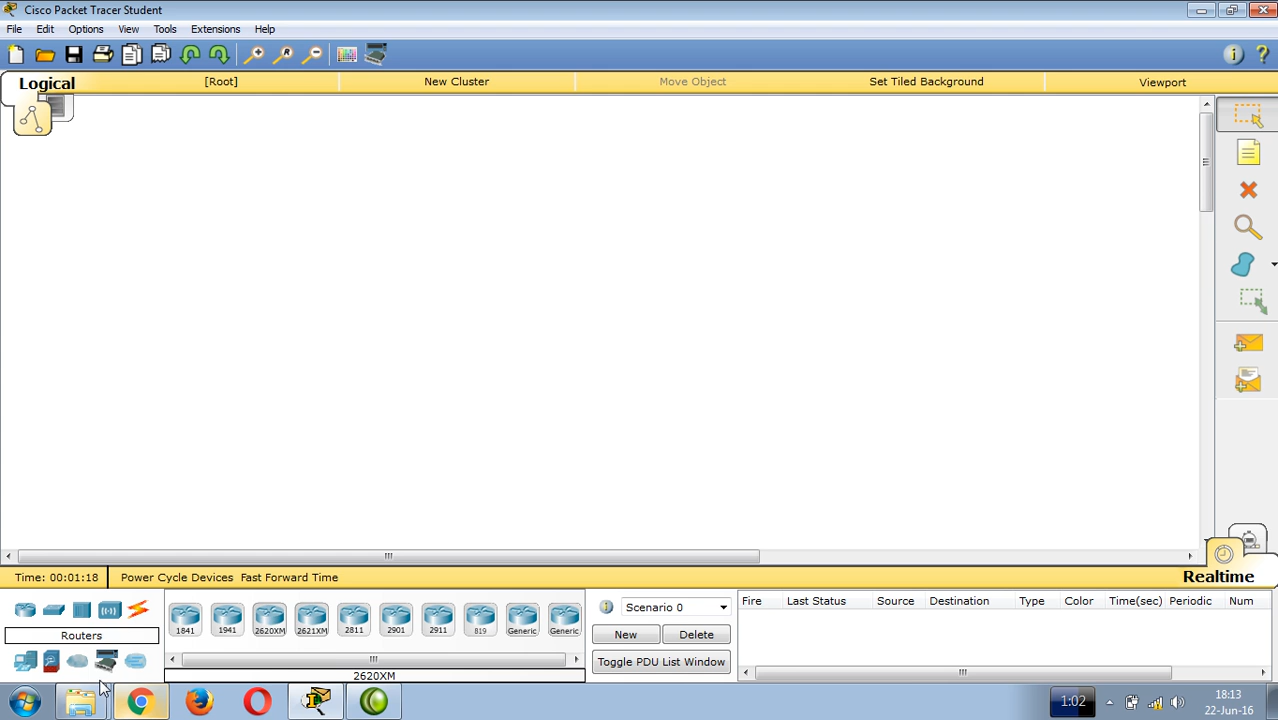 Cisco Packet Tracer Student
File Edit Options View Tools Extensions Help
Logical [Root] New Cluster Move Object Set Tiled Background Viewport
Time: 00:01:18 Power Cycle Devices Fast Forward Time Realtime
Routers
1841 1941 2620XM 2621XM 2811 2901 2911 819 Generic Generic
2620XM
Scenario 0
New Delete
Toggle PDU List Window
Fire Last Status Source Destination Type Color Time(sec) Periodic Num
1:02
18:13
22-Jun-16